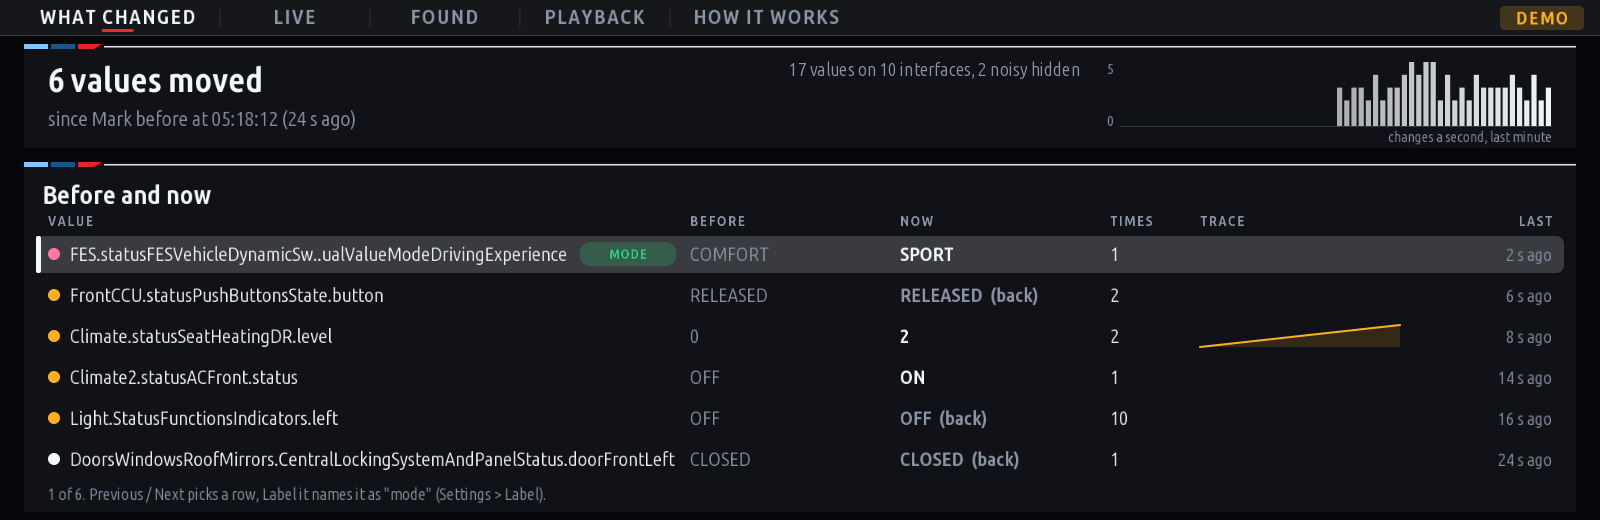 WHAT CHANGED LIVE FOUND PLAYBACK HOW IT WORKS DEMO
6 values moved
17 values on 10 interfaces, 2 noisy hidden
5
since Mark before at 05:18:12 (24 s ago)
0
changes a second, last minute
Before and now
VALUE BEFORE NOW TIMES TRACE LAST
FES.statusFESVehicleDynamicSw..ualValueModeDrivingExperience MODE COMFORT SPORT 1 2 s ago
FrontCCU.statusPushButtonsState.button RELEASED RELEASED (back) 2 6 s ago
Climate.statusSeatHeatingDR.level 0 2 2 8 s ago
Climate2.statusACFront.status OFF ON 1 14 s ago
Light.StatusFunctionsIndicators.left OFF OFF (back) 10 16 s ago
DoorsWindowsRoofMirrors.CentralLockingSystemAndPanelStatus.doorFrontLeft CLOSED CLOSED (back) 1 24 s ago
1 of 6. Previous / Next picks a row, Label it names it as "mode" (Settings > Label).